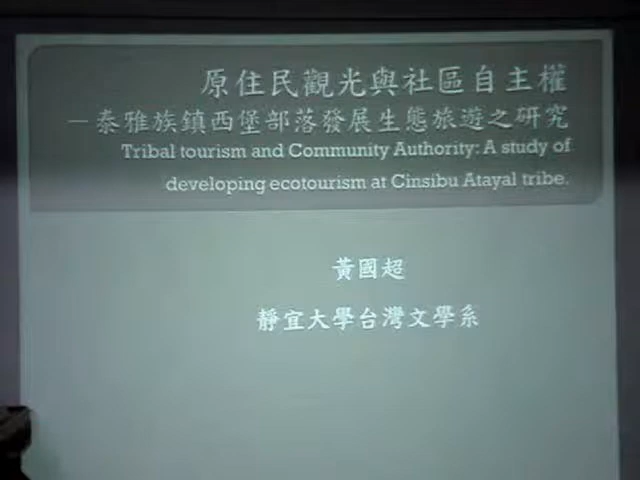 原住民觀光與社區自主權
－泰雅族鎮西堡部落發展生態旅遊之研究
Tribal tourism and Community Authority: A study of
developing ecotourism at Cinsibu Atayal tribe.
黃國超
靜宜大學台灣文學系